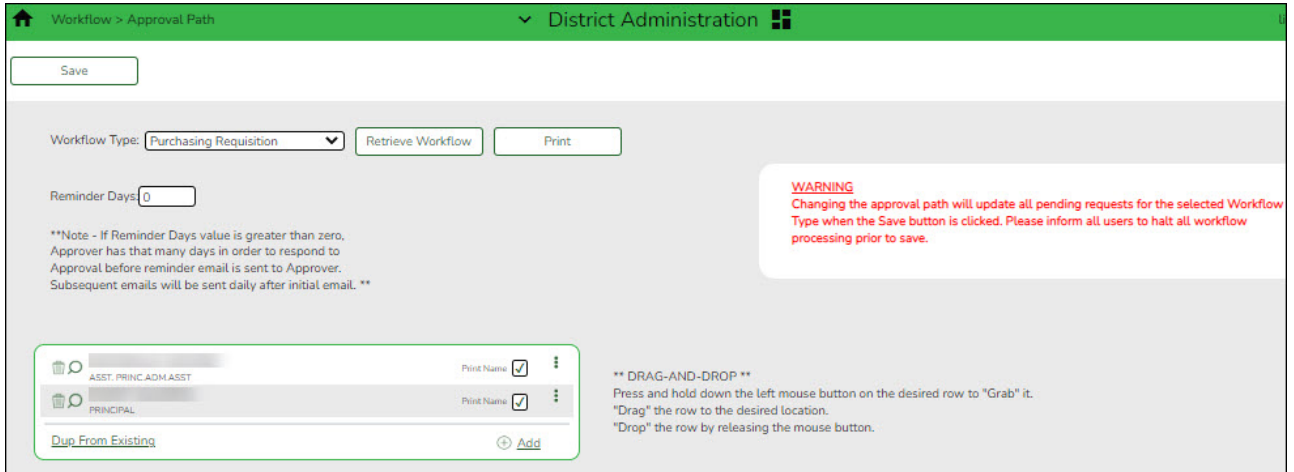 Workflow > Approval Path
District Administration
Save
Workflow Type: Purchasing Requisition Retrieve Workflow Print
Reminder Days: 0
WARNING
Changing the approval path will update all pending requests for the selected Workflow
Type when the Save button is clicked. Please inform all users to halt all workflow
processing prior to save.
**Note - If Reminder Days value is greater than zero,
Approver has that many days in order to respond to
Approval before reminder email is sent to Approver.
Subsequent emails will be sent daily after initial email. **
ASST. PRINC.ADM.ASST
Print Name
PRINCIPAL
Print Name
Dup From Existing
Add
** DRAG-AND-DROP **
Press and hold down the left mouse button on the desired row to "Grab" it.
"Drag" the row to the desired location.
"Drop" the row by releasing the mouse button.